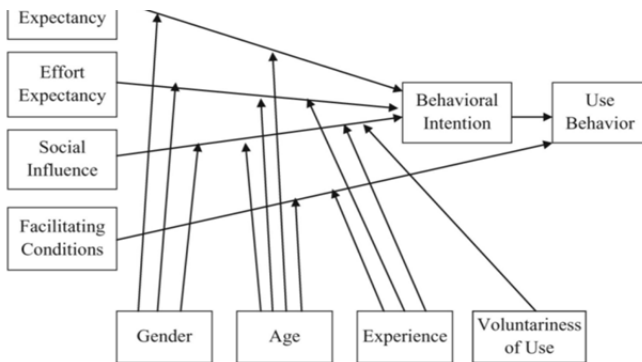 Expectancy
Effort
Expectancy
Behavioral
Intention
Use
Behavior
Social
Influence
Facilitating
Conditions
Gender
Age
Experience
Voluntariness
of Use